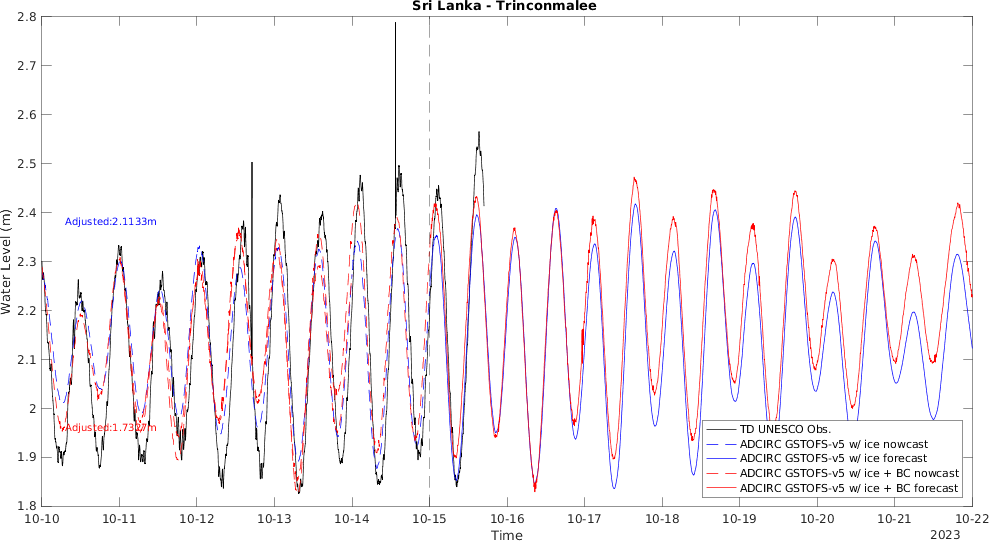 Sri Lanka - Trinconmalee
2.8
2.7
2.6
2.5
2.4
2.3
2.2
2.1
2
1.9
1.8
Water Level (m)
Adjusted:2.1133m
Adjusted:1.7327m
TD UNESCO Obs.
ADCIRC GSTOFS-v5 w/ ice nowcast
ADCIRC GSTOFS-v5 w/ ice forecast
ADCIRC GSTOFS-v5 w/ ice + BC nowcast
ADCIRC GSTOFS-v5 w/ ice + BC forecast
10-10 10-11 10-12 10-13 10-14 10-15 10-16 10-17 10-18 10-19 10-20 10-21 10-22
Time
2023